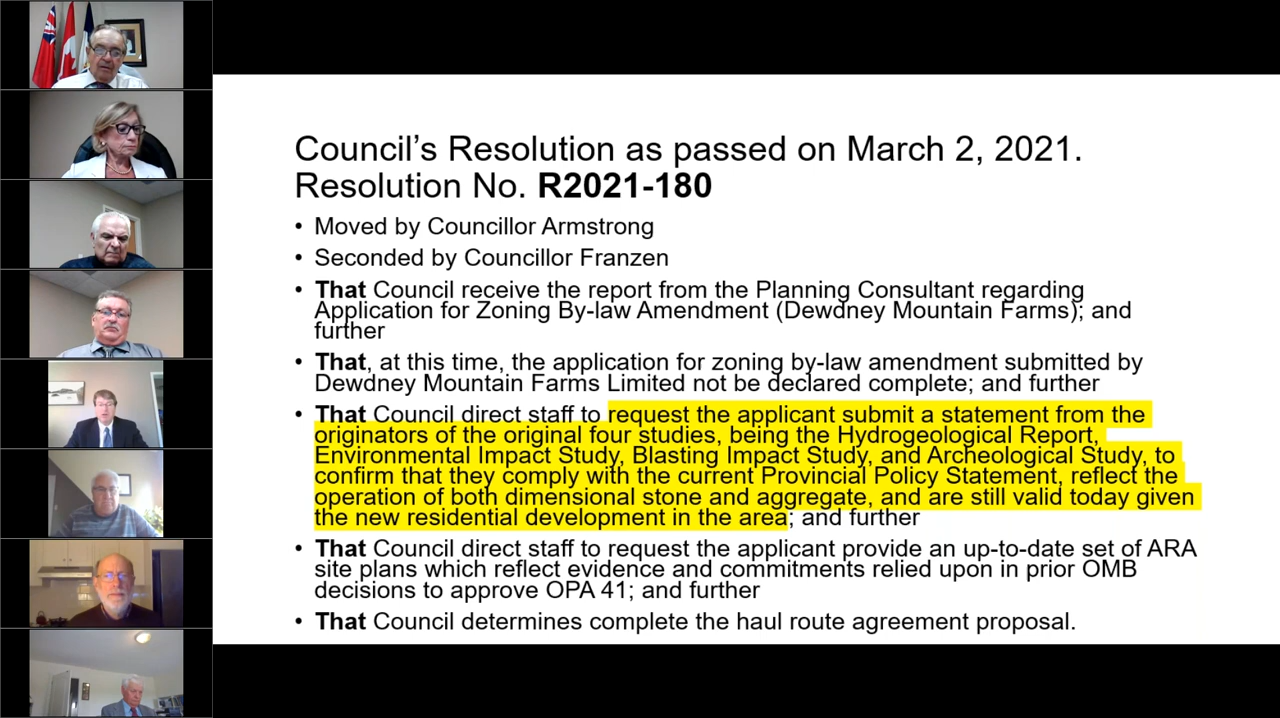 Council’s Resolution as passed on March 2, 2021.
Resolution No. R2021-180
• Moved by Councillor Armstrong
• Seconded by Councillor Franzen
• That Council receive the report from the Planning Consultant regarding
Application for Zoning By-law Amendment (Dewdney Mountain Farms); and
further
• That, at this time, the application for zoning by-law amendment submitted by
Dewdney Mountain Farms Limited not be declared complete; and further
• That Council direct staff to request the applicant submit a statement from the
originators of the original four studies, being the Hydrogeological Report,
Environmental Impact Study, Blasting Impact Study, and Archeological Study, to
confirm that they comply with the current Provincial Policy Statement, reflect the
operation of both dimensional stone and aggregate, and are still valid today given
the new residential development in the area; and further
• That Council direct staff to request the applicant provide an up-to-date set of ARA
site plans which reflect evidence and commitments relied upon in prior OMB
decisions to approve OPA 41; and further
• That Council determines complete the haul route agreement proposal.